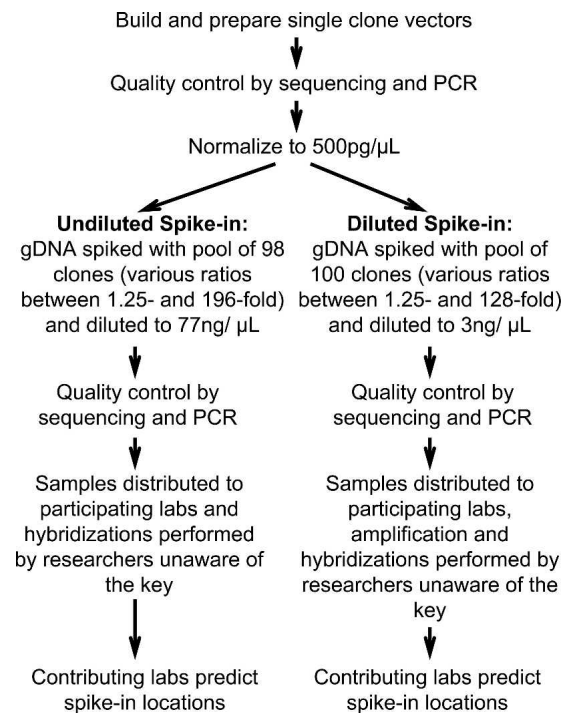 Build and prepare single clone vectors
Quality control by sequencing and PCR
Normalize to 500pg/µL
Undiluted Spike-in:
gDNA spiked with pool of 98
clones (various ratios
between 1.25- and 196-fold)
and diluted to 77ng/ µL
Quality control by
sequencing and PCR
Samples distributed to
participating labs and
hybridizations performed
by researchers unaware of
the key
Contributing labs predict
spike-in locations
Diluted Spike-in:
gDNA spiked with pool of
100 clones (various ratios
between 1.25- and 128-fold)
and diluted to 3ng/ µL
Quality control by
sequencing and PCR
Samples distributed to
participating labs,
amplification and
hybridizations performed by
researchers unaware of the
key
Contributing labs predict
spike-in locations